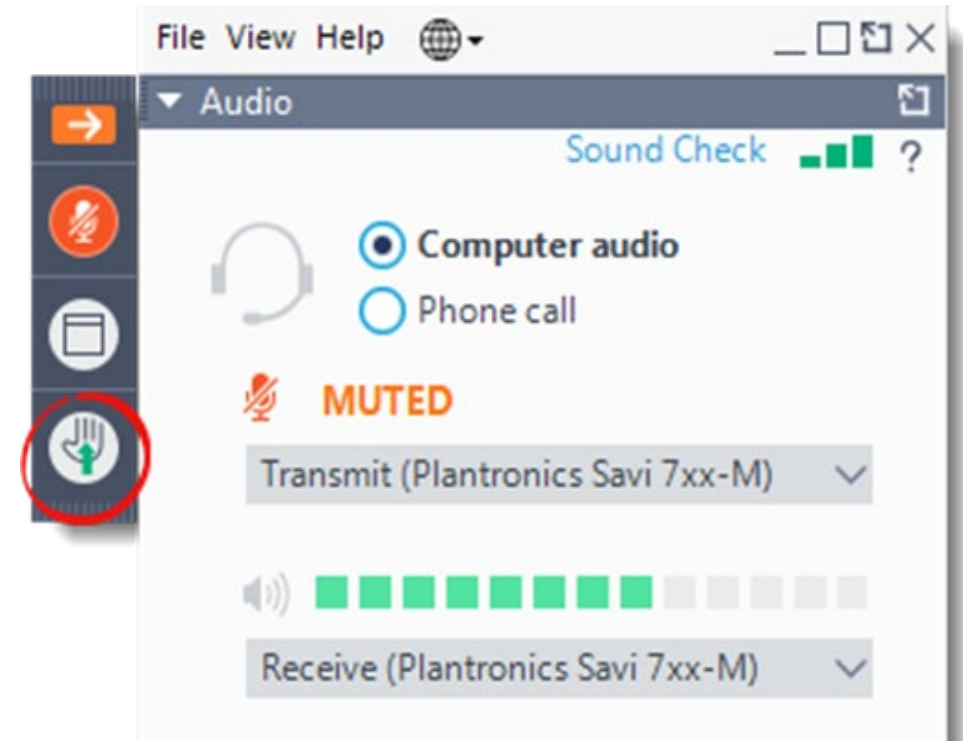 File View Help
Audio
Sound Check ?
Computer audio
Phone call
MUTED
Transmit (Plantronics Savi 7xx-M)
Receive (Plantronics Savi 7xx-M)